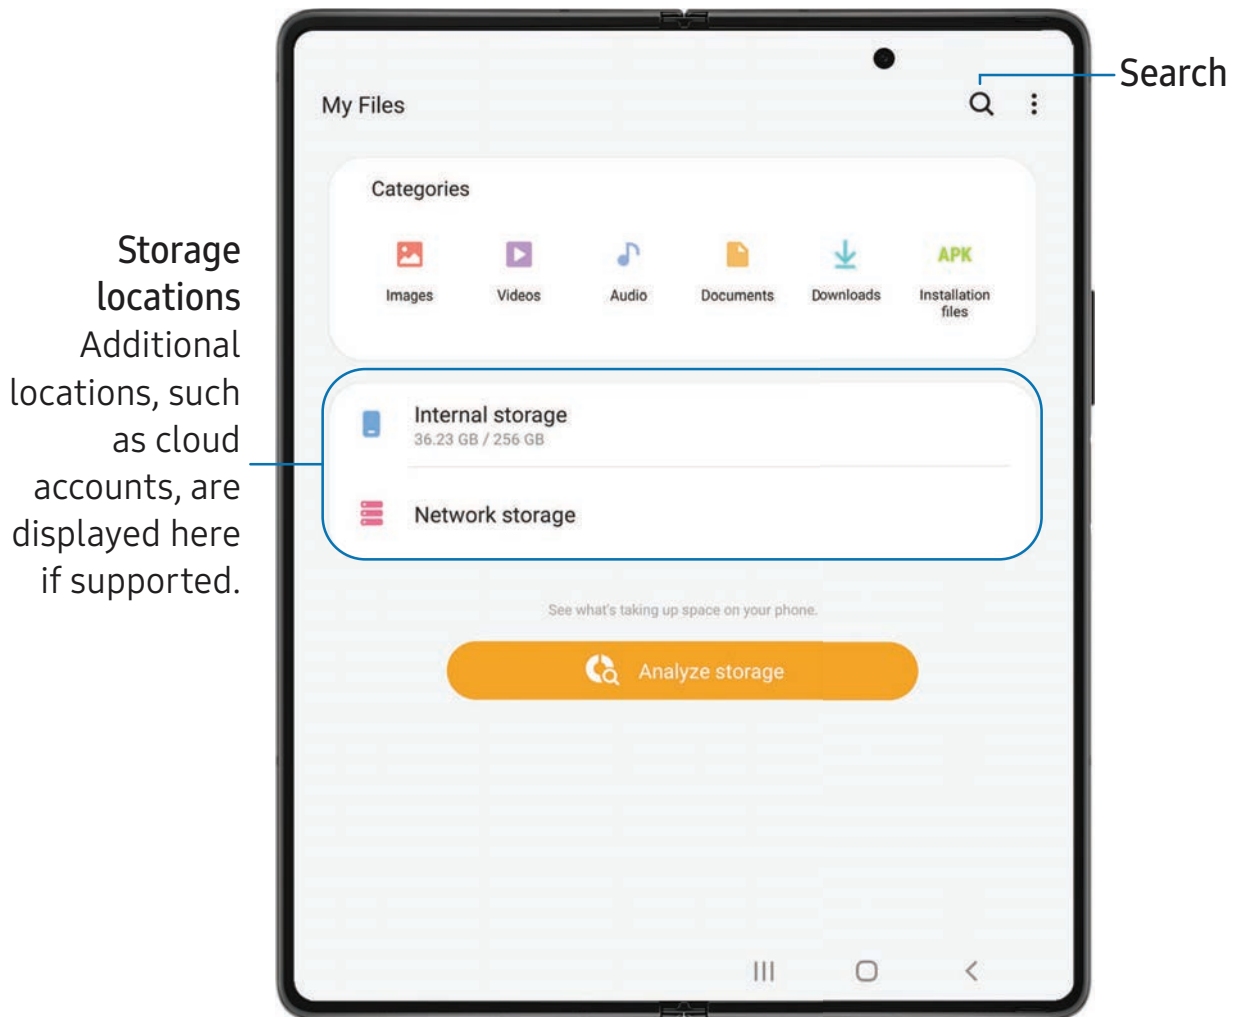 Search
My Files
Categories
Images
Videos
Audio
Documents
Downloads
APK
Installation
files
Storage
locations
Additional
locations, such
as cloud
accounts, are
displayed here
if supported.
Internal storage
36.23 GB / 256 GB
Network storage
See what's taking up space on your phone.
Analyze storage